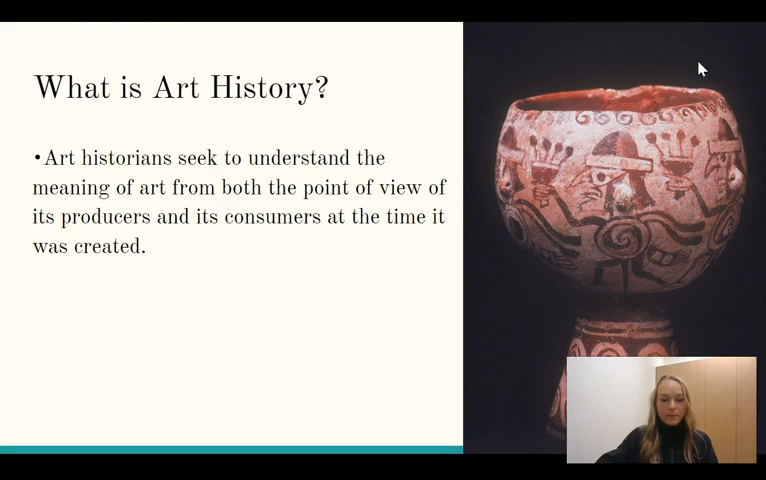 What is Art History?
•Art historians seek to understand the
meaning of art from both the point of view of
its producers and its consumers at the time it
was created.